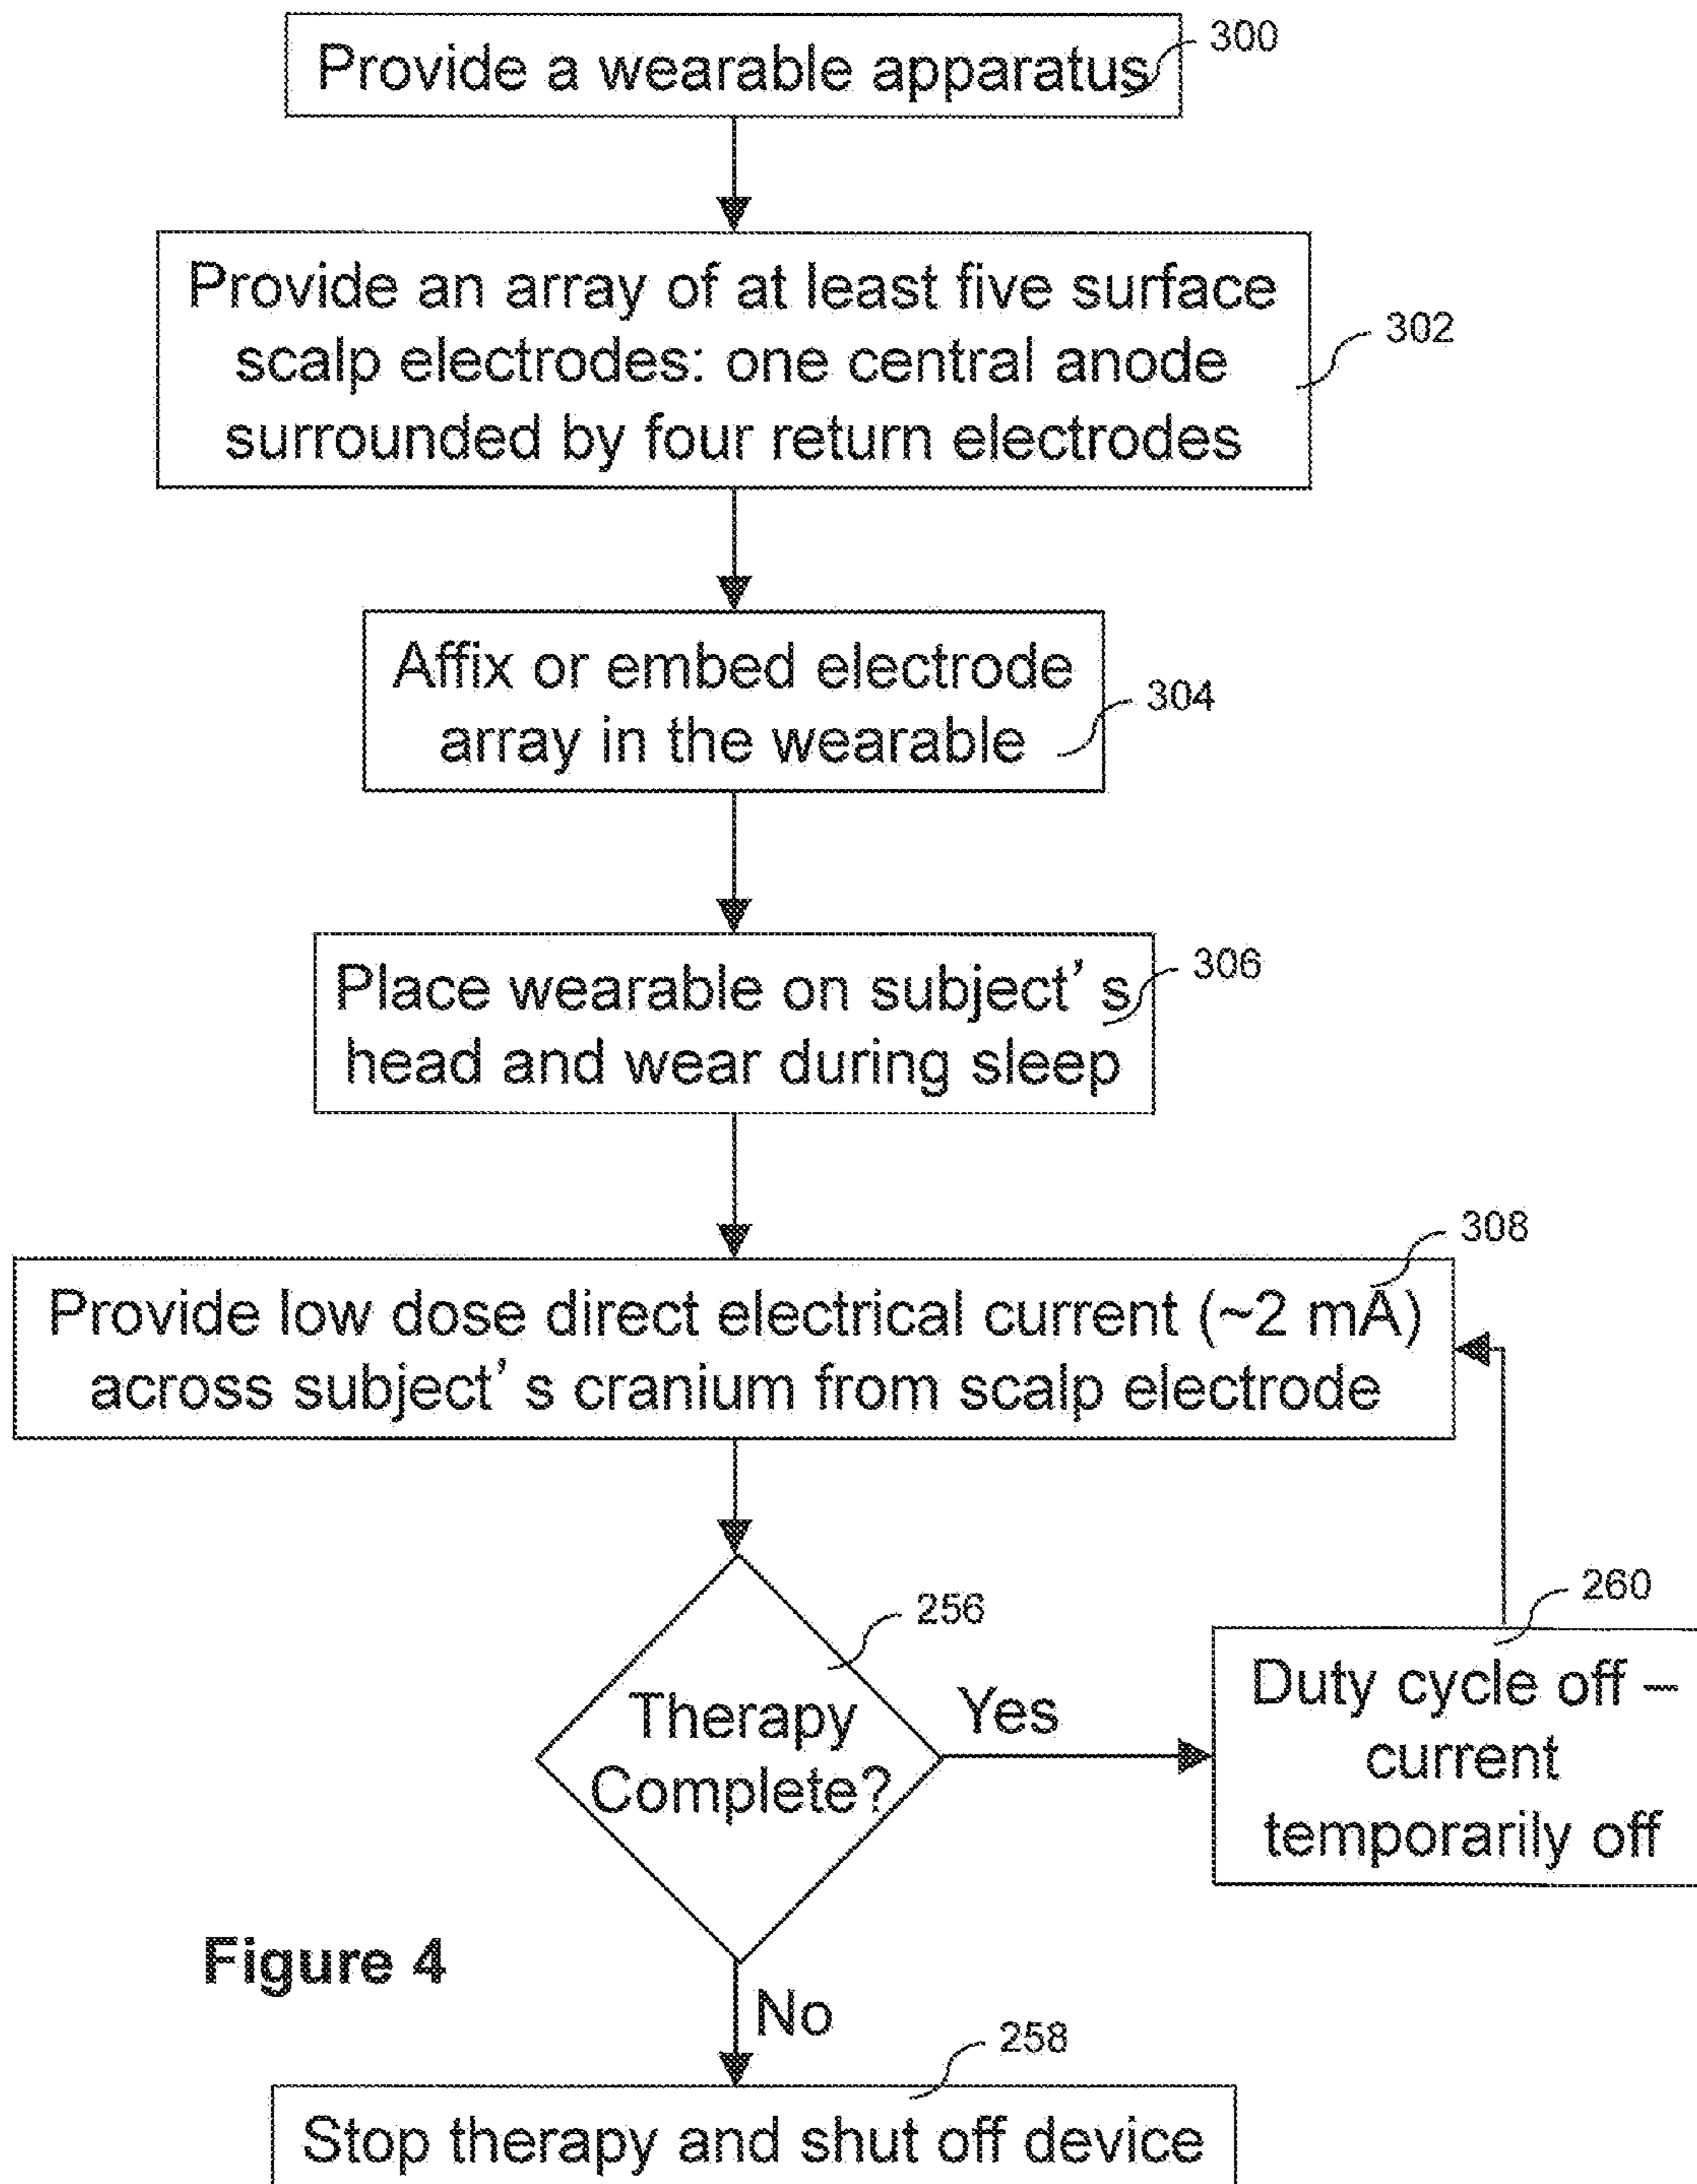 Provide a wearable apparatus
300
Provide an array of at least five surface
scalp electrodes: one central anode
surrounded by four return electrodes
302
Affix or embed electrode
array in the wearable
304
Place wearable on subject's
head and wear during sleep
306
308
Provide low dose direct electrical current (~2 mA)
across subject's cranium from scalp electrode
256
Therapy
Complete?
Yes
260
Duty cycle off –
current
temporarily off
Figure 4
No
258
Stop therapy and shut off device